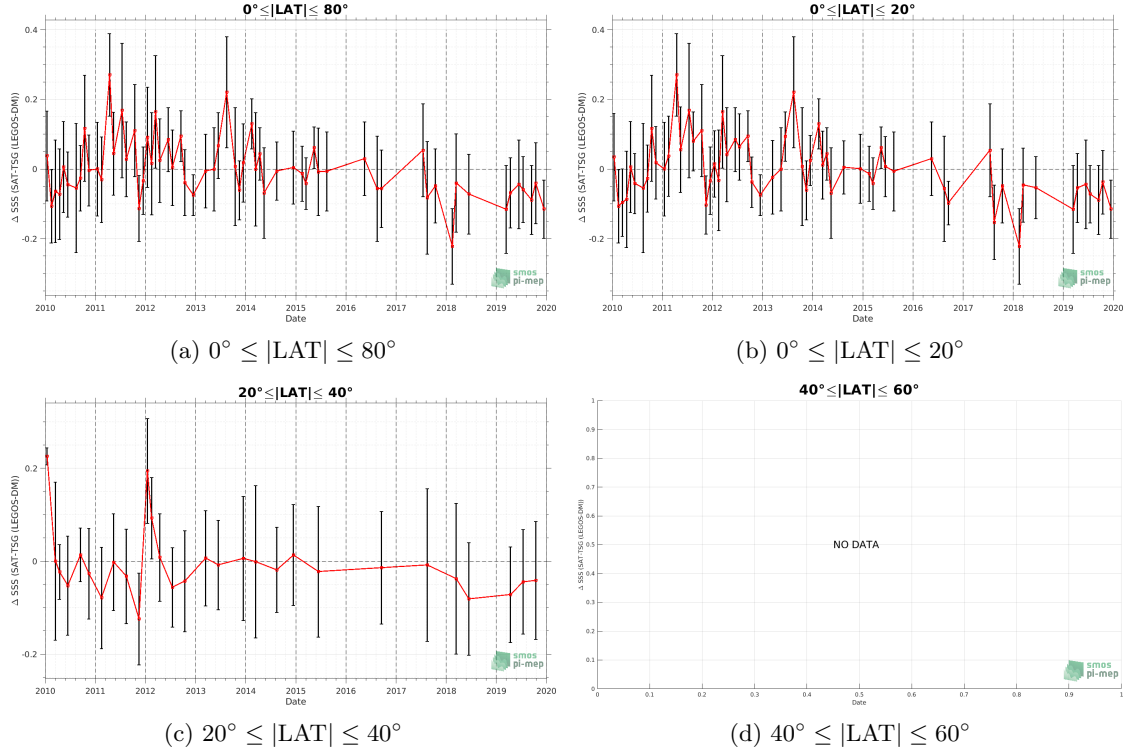 0°≤|LAT|≤ 80°
Δ SSS (SAT-TSG (LEGOS-DM))
0.4
0.2
0
-0.2
2010 2011 2012 2013 2014 2015 2016 2017 2018 2019 2020
Date
smos
pi-mep
(a) 0° ≤ |LAT| ≤ 80°
0°≤|LAT|≤ 20°
Δ SSS (SAT-TSG (LEGOS-DM))
0.4
0.2
0
-0.2
2010 2011 2012 2013 2014 2015 2016 2017 2018 2019 2020
Date
smos
pi-mep
(b) 0° ≤ |LAT| ≤ 20°
20°≤|LAT|≤ 40°
Δ SSS (SAT-TSG (LEGOS-DM))
0.2
0
-0.2
2010 2011 2012 2013 2014 2015 2016 2017 2018 2019 2020
Date
smos
pi-mep
(c) 20° ≤ |LAT| ≤ 40°
40°≤|LAT|≤ 60°
Δ SSS (SAT-TSG (LEGOS-DM))
1
0.9
0.8
0.7
0.6
0.5
0.4
0.3
0.2
0.1
0
NO DATA
0 0.1 0.2 0.3 0.4 0.5 0.6 0.7 0.8 0.9 1
Date
smos
pi-mep
(d) 40° ≤ |LAT| ≤ 60°